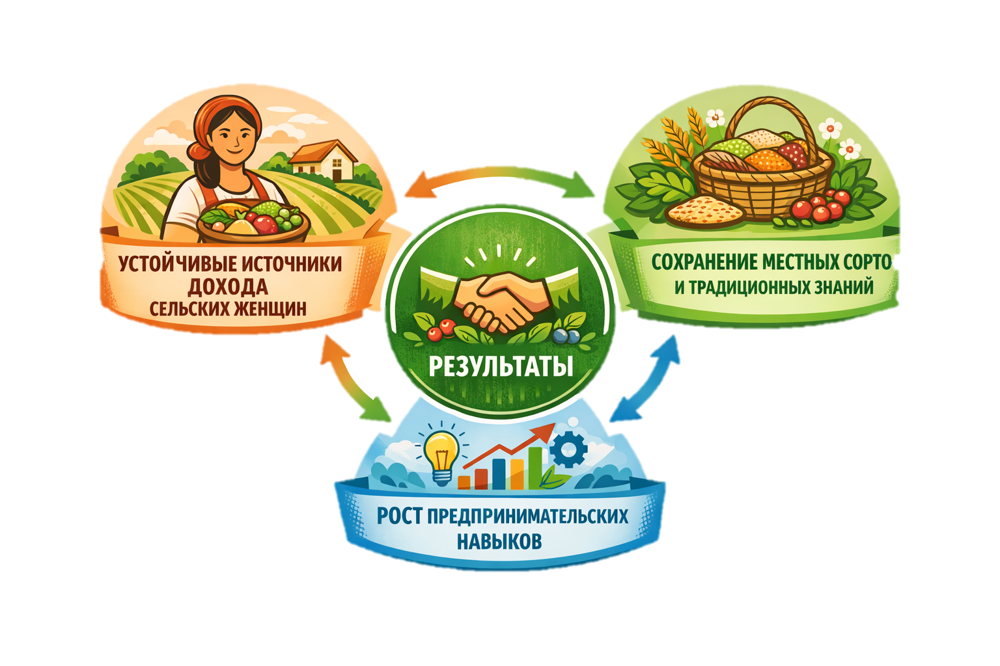 УСТОЙЧИВЫЕ ИСТОЧНИКИ
ДОХОДА
СЕЛЬСКИХ ЖЕНЩИН
СОХРАНЕНИЕ МЕСТНЫХ СОРТО
И ТРАДИЦИОННЫХ ЗНАНИЙ
РЕЗУЛЬТАТЫ
РОСТ ПРЕДПРИНИМАТЕЛЬСКИХ
НАВЫКОВ